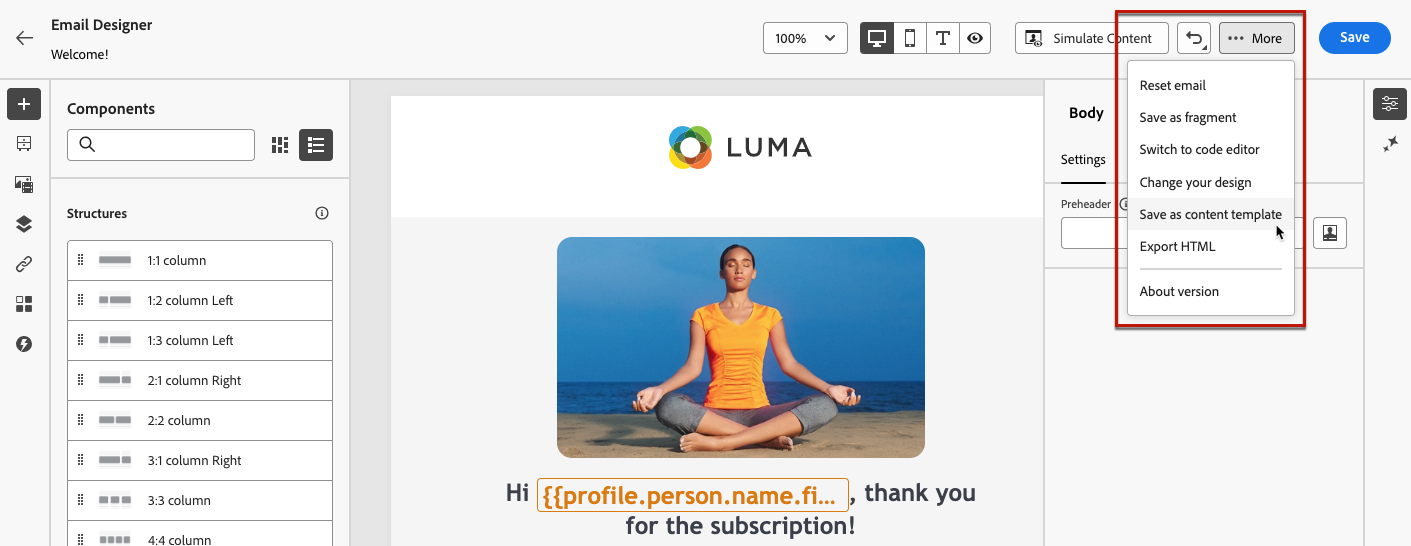 Email Designer
Welcome!
100%
Simulate Content
More
Save
Components
Structures
1:1 column
1:2 column Left
1:3 column Left
2:1 column Right
2:2 column
3:1 column Right
3:3 column
4:4 column
LUMA
Hi {{profile.person.name.fi... , thank you
for the subscription!
Body
Settings
Preheader
Reset email
Save as fragment
Switch to code editor
Change your design
Save as content template
Export HTML
About version